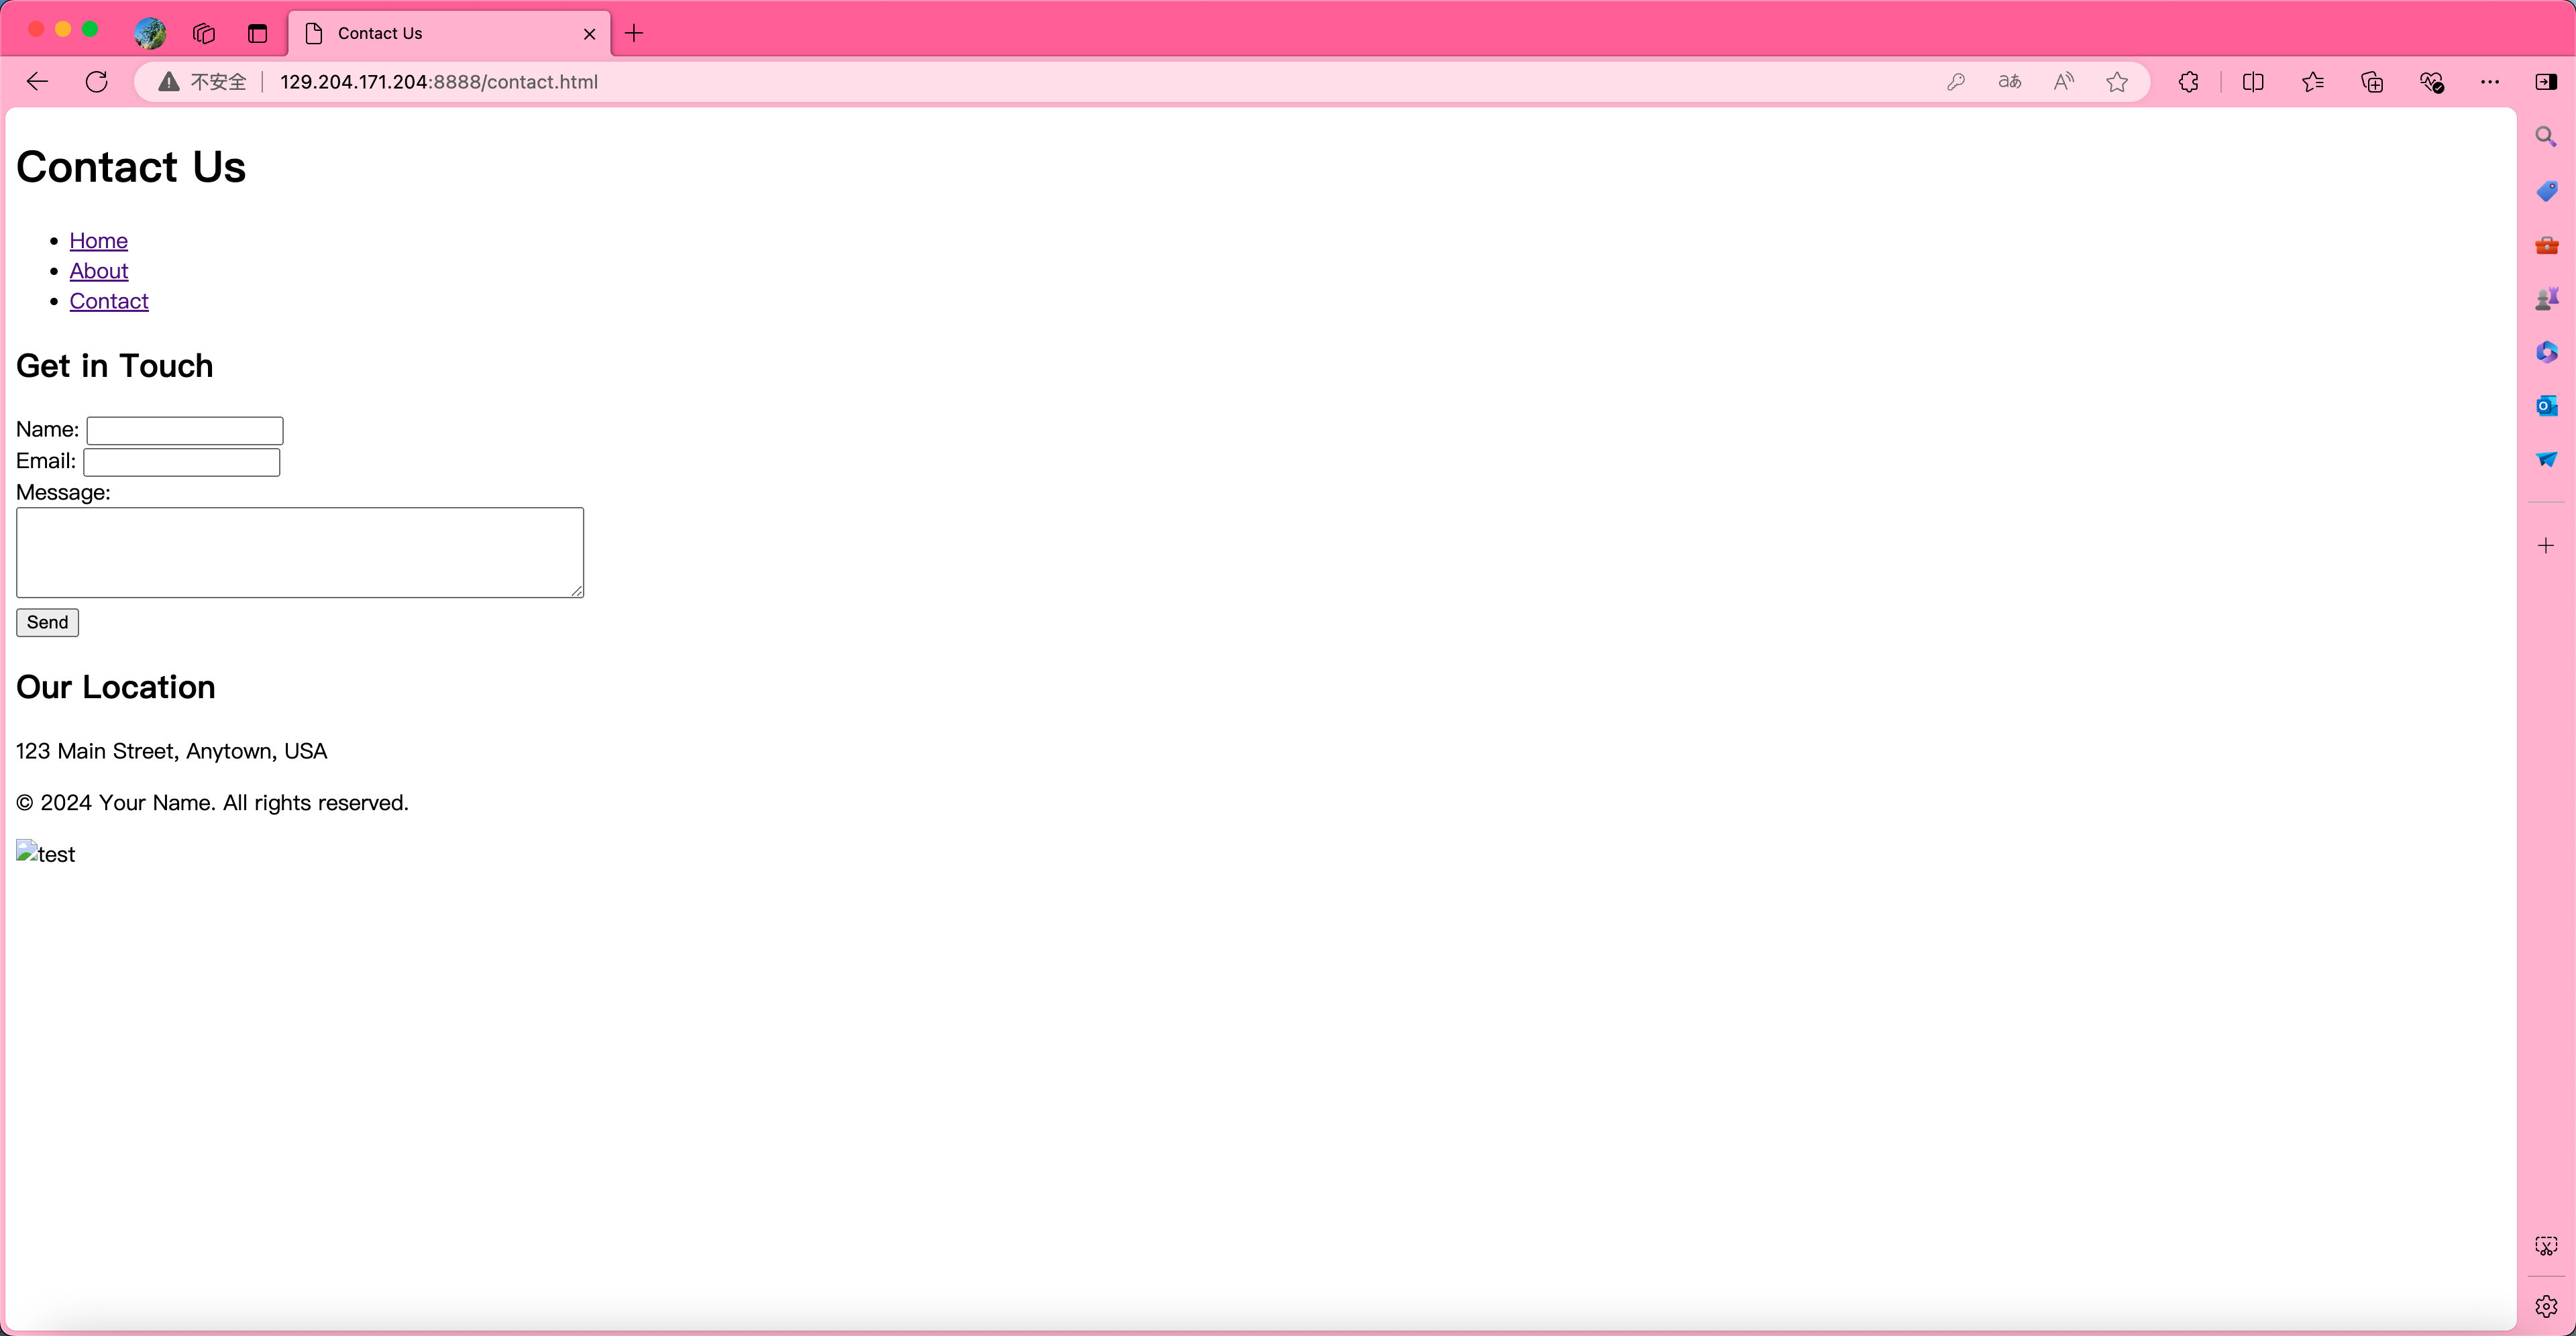 Contact Us
不安全 129.204.171.204:8888/contact.html
Contact Us
Home
About
Contact
Get in Touch
Name:
Email:
Message:
Send
Our Location
123 Main Street, Anytown, USA
© 2024 Your Name. All rights reserved.
test